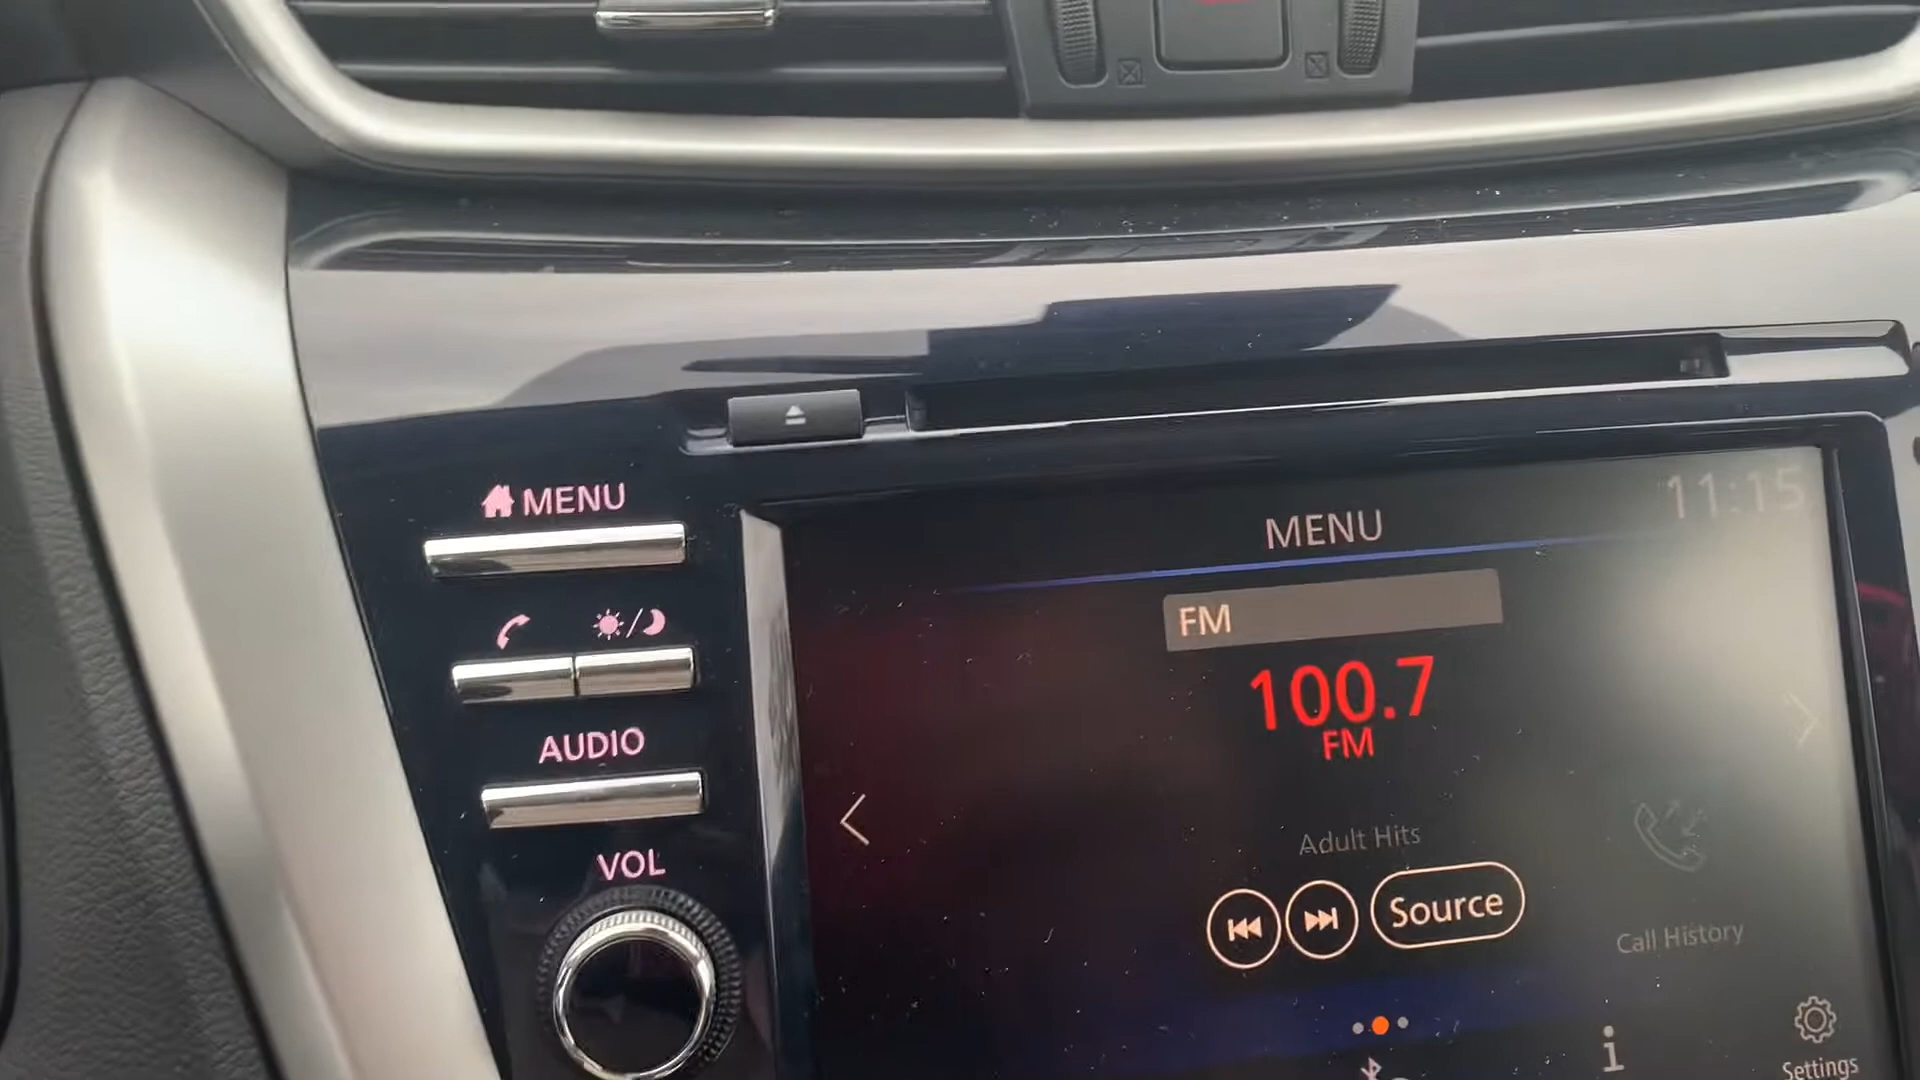 MENU
AUDIO
VOL
MENU
11:15
FM
100.7
FM
Adult Hits
Source
Call History
Settings